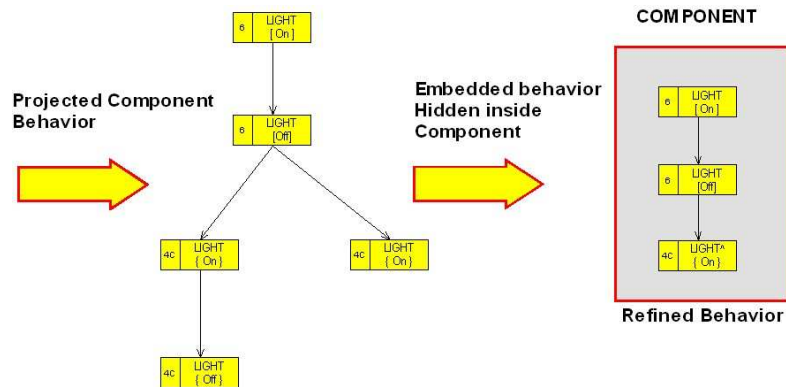 Projected Component
Behavior
6 LIGHT
[ On ]
6 LIGHT
[Off]
4C LIGHT
{ On }
4C LIGHT
{ On }
4C LIGHT
{ Off }
Embedded behavior
Hidden inside
Component
COMPONENT
6 LIGHT
[ On ]
6 LIGHT
[Off]
4C LIGHT^
{ On }
Refined Behavior